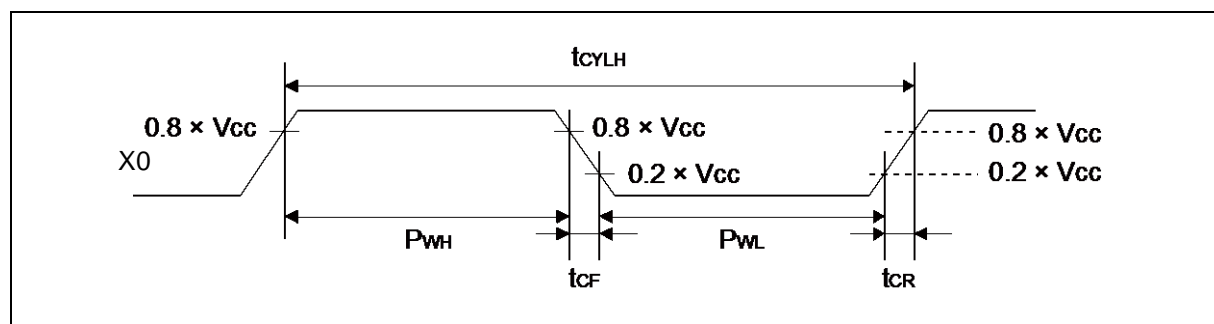 tCYLH
0.8 × VCC
0.8 × VCC
0.8 × VCC
X0
0.2 × VCC
0.2 × VCC
PWH
PWL
tCF
tCR